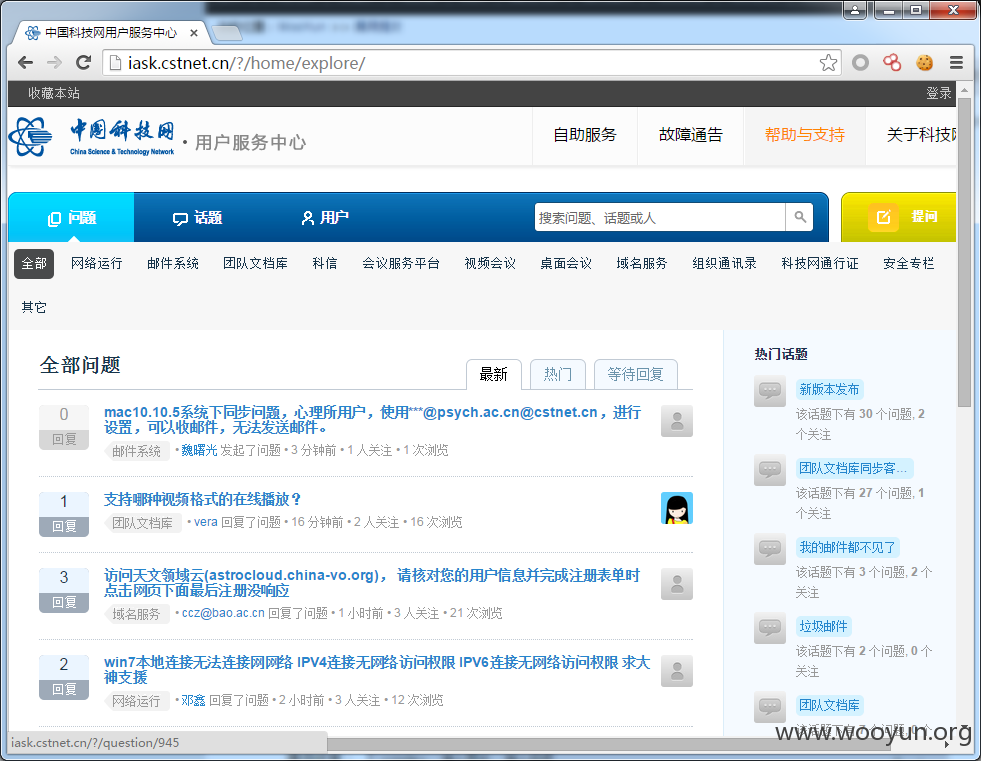 中国科技网用户服务中心
iask.cstnet.cn/?/home/explore/
收藏本站 登录
中国科技网
China Science & Technology Network
·用户服务中心
自助服务 故障通告 帮助与支持 关于科技网
问题 话题 用户 搜索问题、话题或人 提问
全部 网络运行 邮件系统 团队文档库 科信 会议服务平台 视频会议 桌面会议 域名服务 组织通讯录 科技网通行证 安全专栏
其它
全部问题
最新 热门 等待回复
0
回复
mac10.10.5系统下同步问题，心理所用户，使用***@psych.ac.cn@cstnet.cn，进行
设置，可以收邮件，无法发送邮件。
邮件系统 • 魏曙光 发起了问题 • 3 分钟前 • 1 人关注 • 1 次浏览
1
回复
支持哪种视频格式的在线播放？
团队文档库 • vera 回复了问题 • 16 分钟前 • 2 人关注 • 16 次浏览
3
回复
访问天文领域云(astrocloud.china-vo.org)， 请核对您的用户信息并完成注册表单时
点击网页下面最后注册没响应
域名服务 • ccz@bao.ac.cn 回复了问题 • 1 小时前 • 3 人关注 • 21 次浏览
2
回复
win7本地连接无法连接网网络 IPV4连接无网络访问权限 IPV6连接无网络访问权限 求大
神支援
网络运行 • 邓鑫 回复了问题 • 2 小时前 • 3 人关注 • 12 次浏览
热门话题
新版本发布
该话题下有 30 个问题, 2
个关注
团队文档库同步客...
该话题下有 27 个问题, 1
个关注
我的邮件都不见了
该话题下有 3 个问题, 2 个
关注
垃圾邮件
该话题下有 2 个问题, 0 个
关注
团队文档库
该话题下有
iask.cstnet.cn/?/question/945
www.wooyun.org